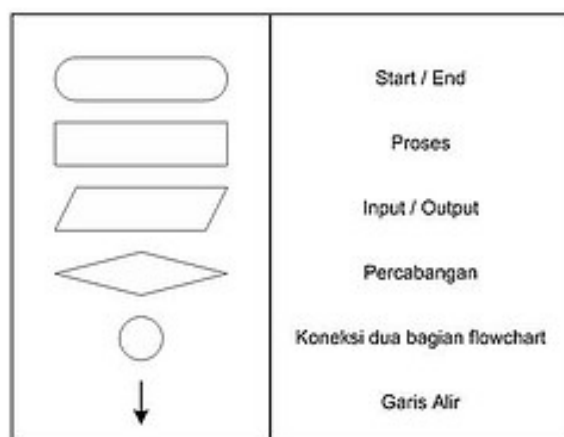 Start / End
Proses
Input / Output
Percabangan
Koneksi dua bagian flowchart
Garis Alir